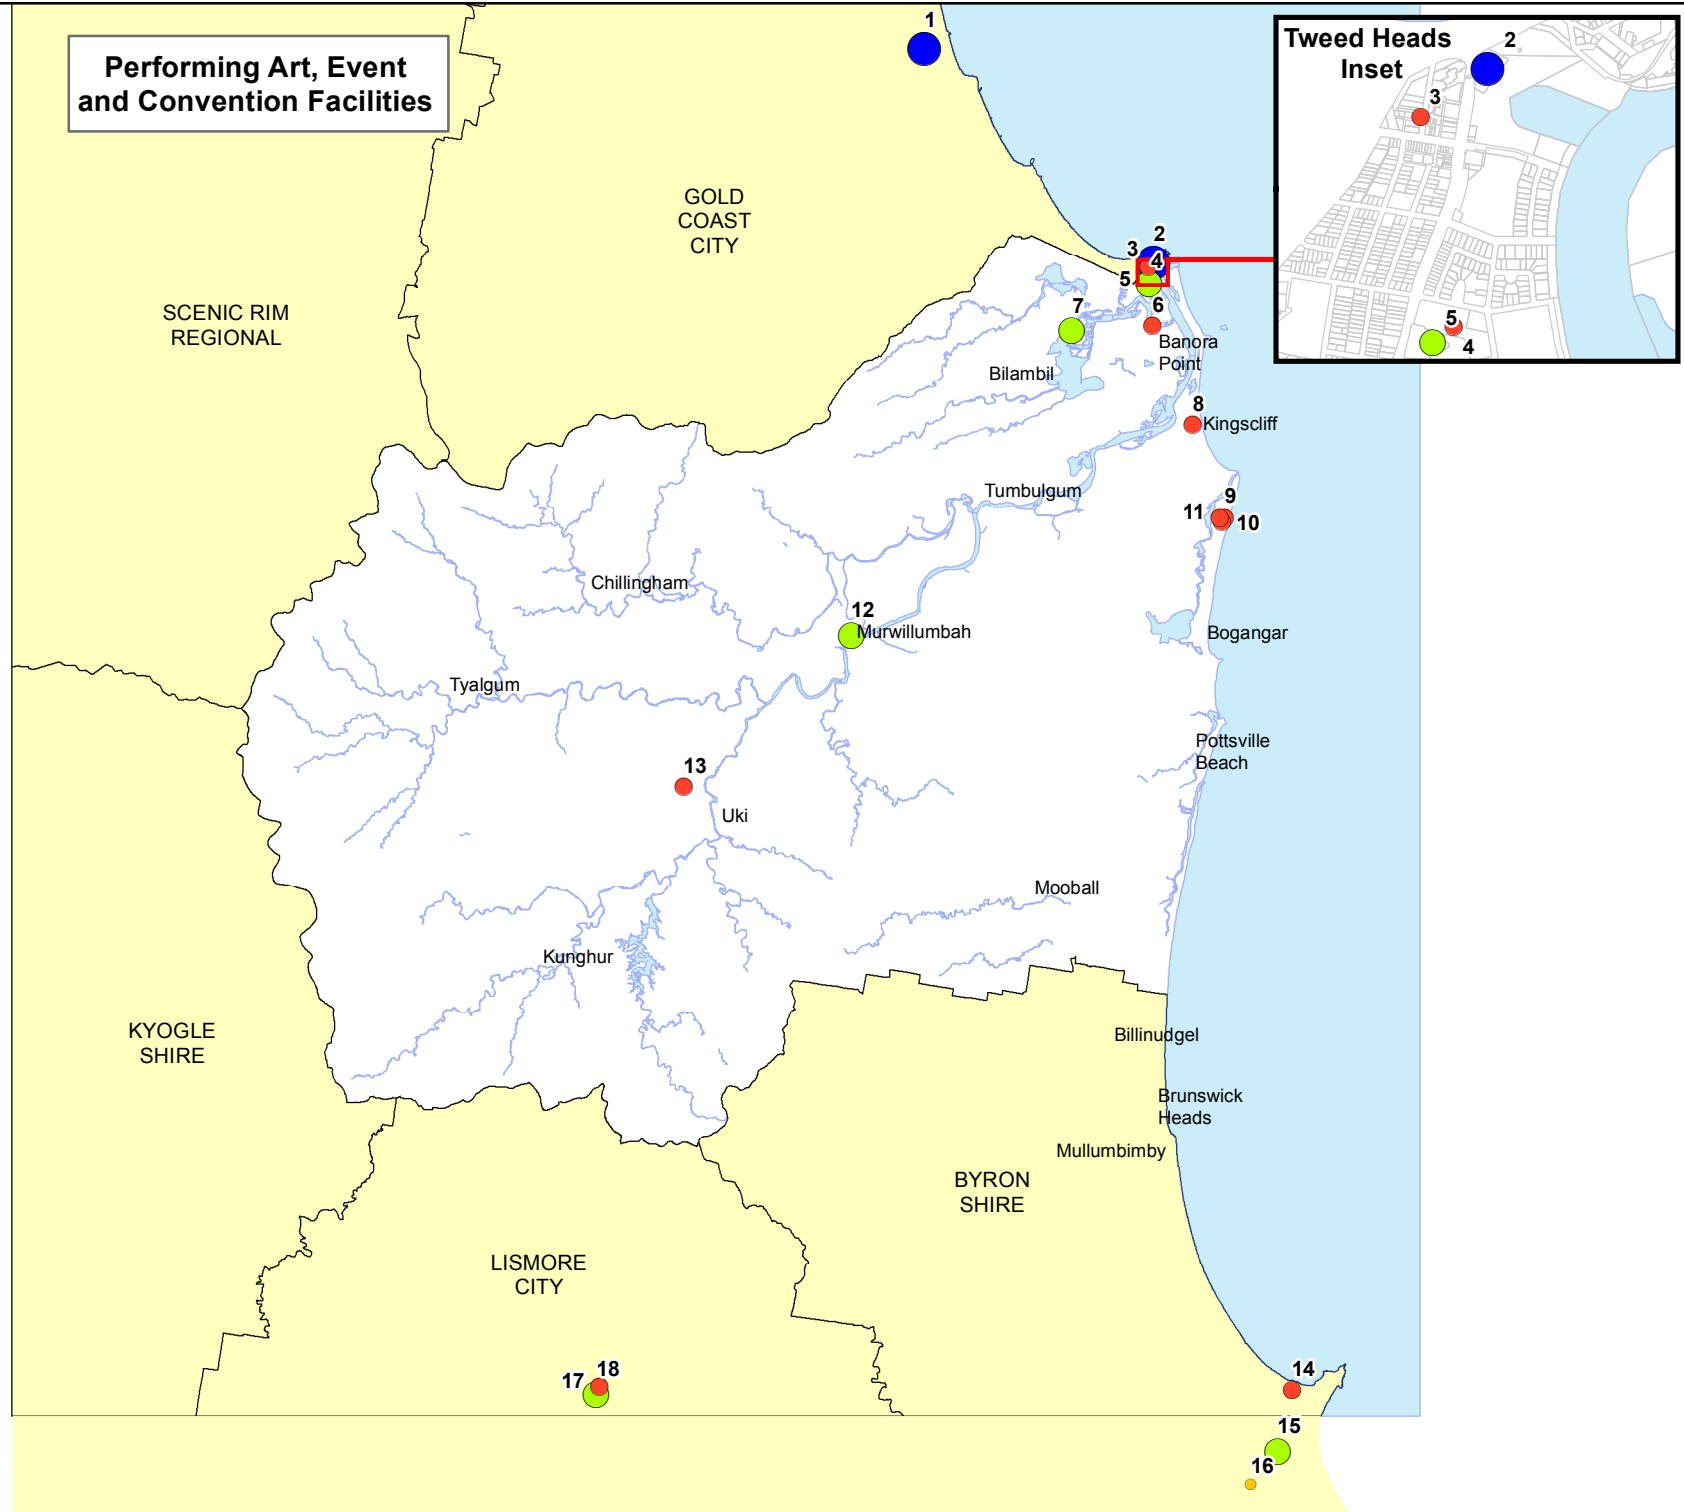 Performing Art, Event
and Convention Facilities
1
Tweed Heads
Inset
2
3
5
4
GOLD
COAST
CITY
SCENIC RIM
REGIONAL
2
3
4
5
6
7
Banora
Point
Bilambil
8
Kingscliff
Tumbulgum
9
11
10
Chillingham
12
Murwillumbah
Bogangar
Tyalgum
Pottsville
Beach
13
Uki
Mooball
Kunghur
KYOGLE
SHIRE
Billinudgel
Brunswick
Heads
Mullumbimby
BYRON
SHIRE
LISMORE
CITY
17
18
14
15
16